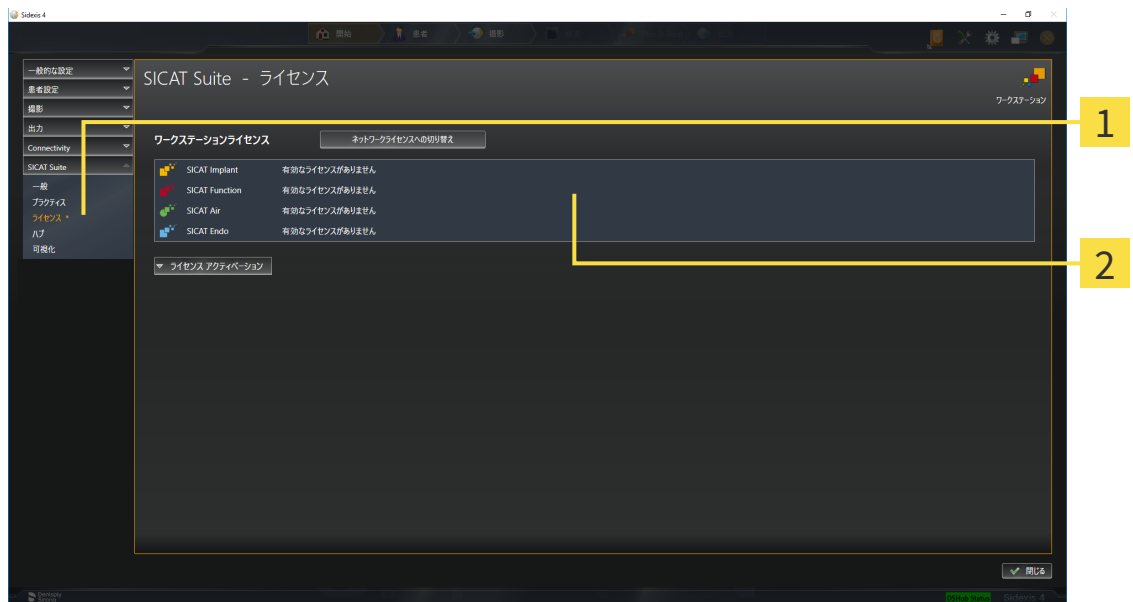 Sidexis 4
開始 患者 撮影
一般的な設定
患者設定
撮影
出力
Connectivity
SICAT Suite
一般
プラクティス
ライセンス *
ハブ
可視化
SICAT Suite - ライセンス
ワークステーション
ワークステーションライセンス ネットワークライセンスへの切り替え
SICAT Implant 有効なライセンスがありません
SICAT Function 有効なライセンスがありません
SICAT Air 有効なライセンスがありません
SICAT Endo 有効なライセンスがありません
ライセンス アクティベーション
1
2
閉じる
Dentsply
Sirona
DSHub Status Sidexis 4